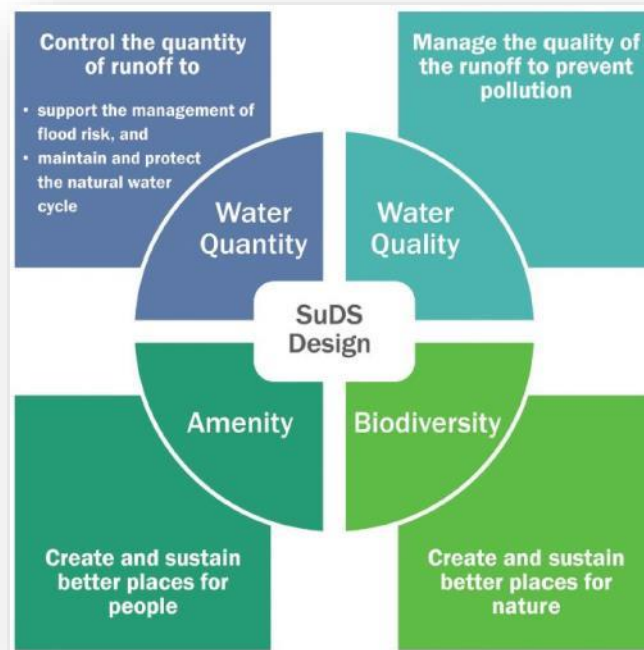 Control the quantity
of runoff to
• support the management of
flood risk, and
• maintain and protect
the natural water
cycle
Manage the quality of
the runoff to prevent
pollution
Water
Quantity
Water
Quality
SuDS
Design
Amenity
Biodiversity
Create and sustain
better places for
people
Create and sustain
better places for
nature